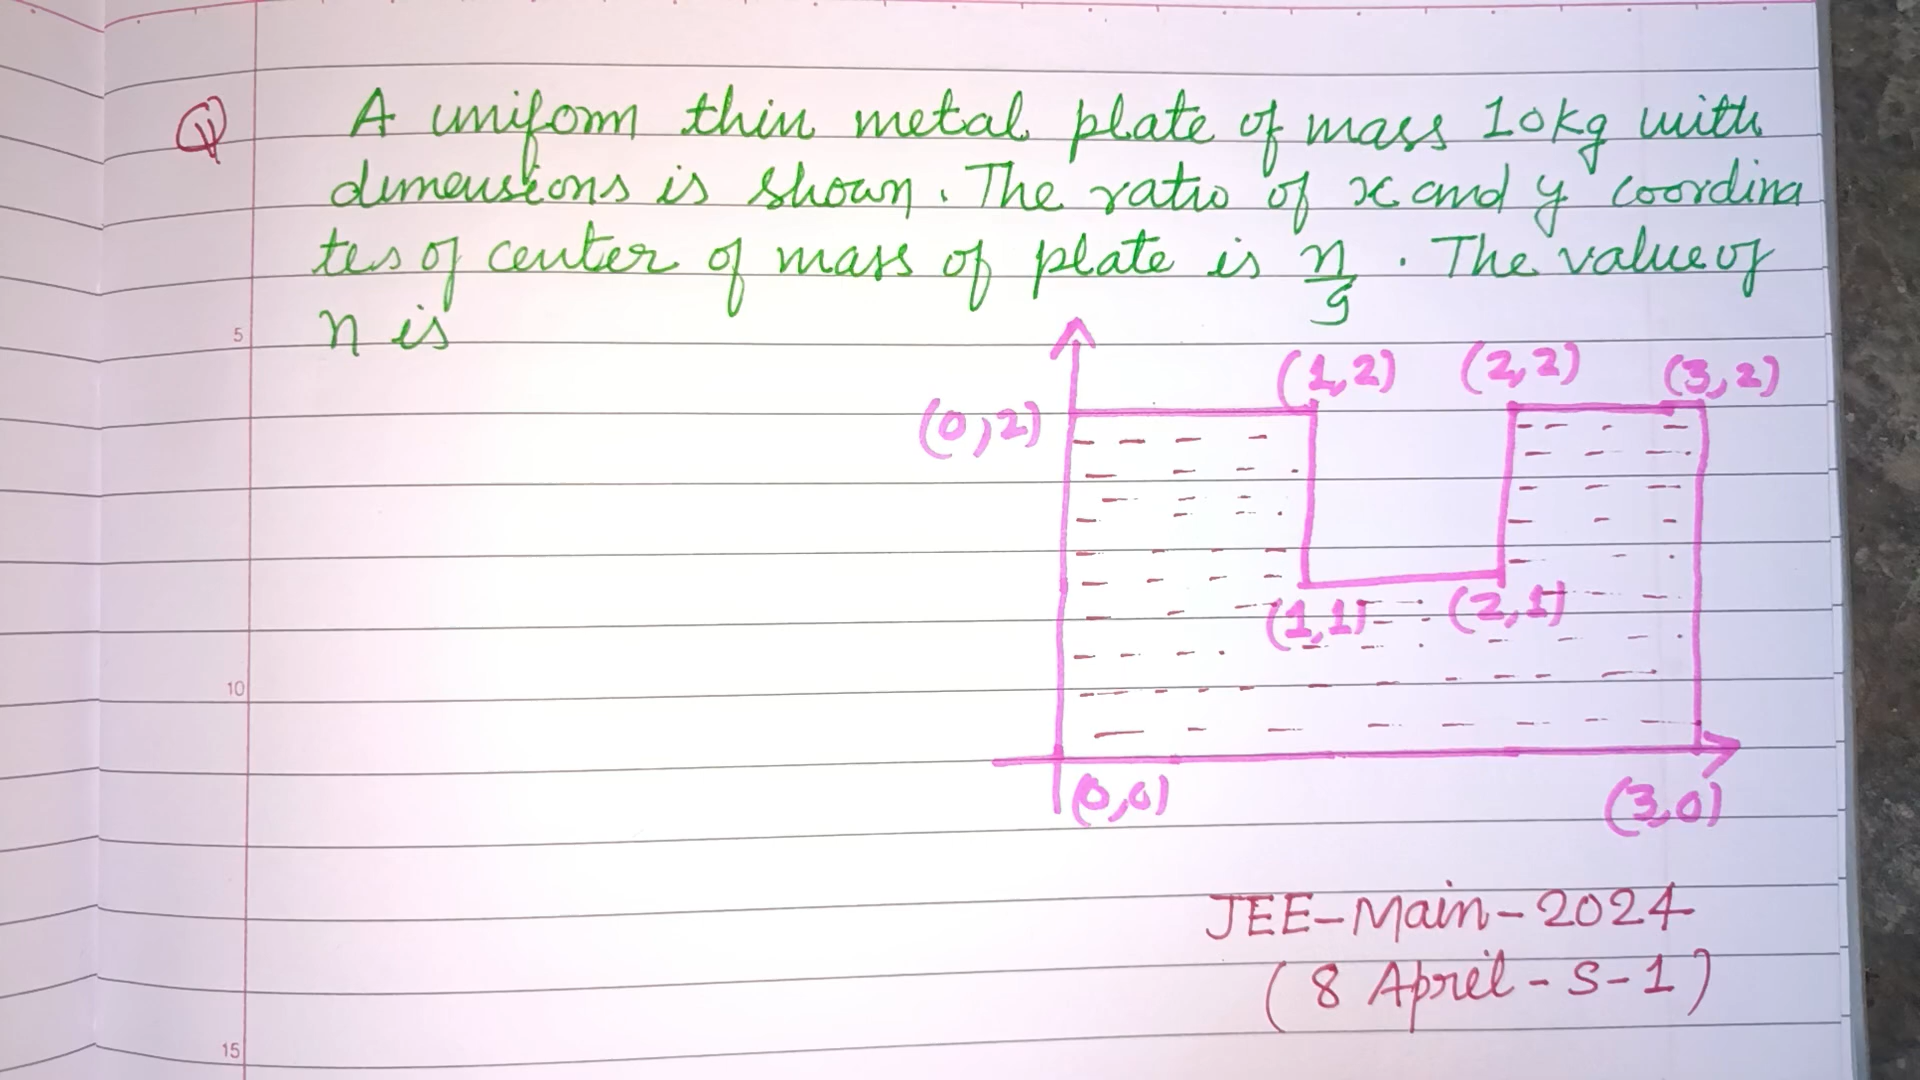 Q A uniform thin metal plate of mass 10kg with
dimensions is shown. The ratio of x and y coordina
tes of center of mass of plate is n/9. The value of
n is
5
(1,2) (2,2) (3,2)
(0,2)
(1,1) (2,1)
10
(0,0) (3,0)
JEE-Main-2024
(8 April-S-1)
15